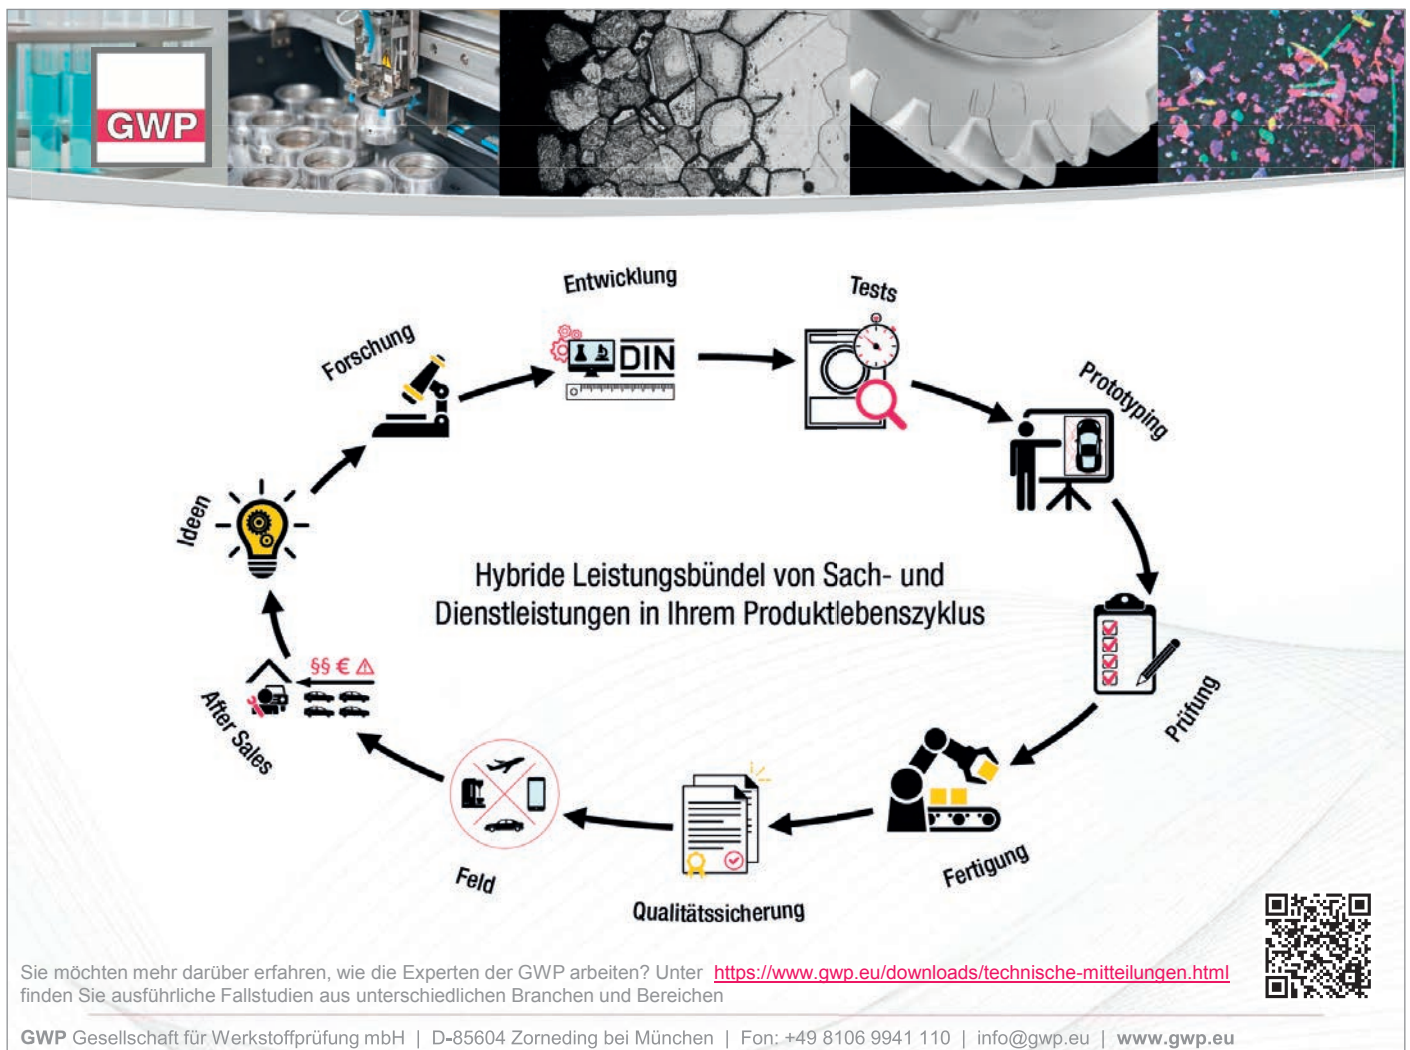 GWP
Entwicklung
Tests
Forschung
DIN
Prototyping
Ideen
Hybride Leistungsbündel von Sach- und
Dienstleistungen in Ihrem Produktlebenszyklus
§§ € 
After Sales
Prüfung
Feld
Fertigung
Qualitätssicherung
Sie möchten mehr darüber erfahren, wie die Experten der GWP arbeiten? Unter https://www.gwp.eu/downloads/technische-mitteilungen.html
finden Sie ausführliche Fallstudien aus unterschiedlichen Branchen und Bereichen
GWP Gesellschaft für Werkstoffprüfung mbH | D-85604 Zorneding bei München | Fon: +49 8106 9941 110 | info@gwp.eu | www.gwp.eu